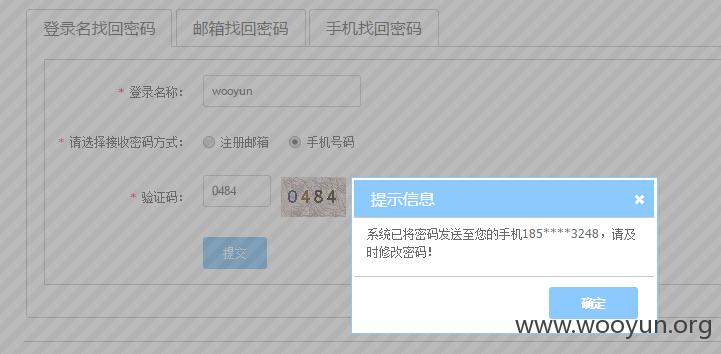 登录名找回密码 邮箱找回密码 手机找回密码
* 登录名称： wooyun
* 请选择接收密码方式： 注册邮箱 手机号码
* 验证码： 0484 0484
提交
提示信息 ×
系统已将密码发送至您的手机185****3248，请及
时修改密码！
确定
www.wooyun.org